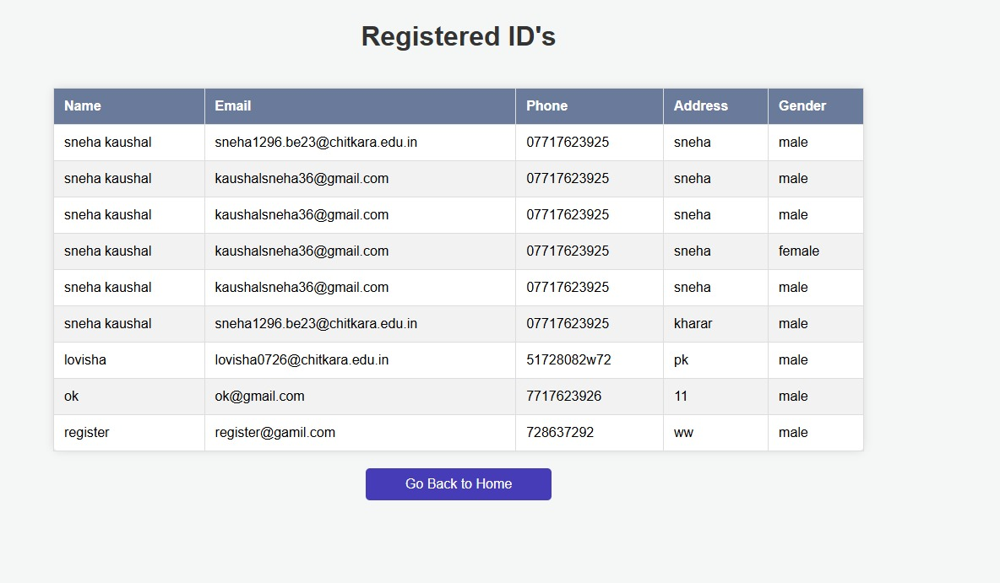 Registered ID's
Name Email Phone Address Gender
sneha kaushal sneha1296.be23@chitkara.edu.in 07717623925 sneha male
sneha kaushal kaushalsneha36@gmail.com 07717623925 sneha male
sneha kaushal kaushalsneha36@gmail.com 07717623925 sneha male
sneha kaushal kaushalsneha36@gmail.com 07717623925 sneha female
sneha kaushal kaushalsneha36@gmail.com 07717623925 sneha male
sneha kaushal sneha1296.be23@chitkara.edu.in 07717623925 kharar male
lovisha lovisha0726@chitkara.edu.in 51728082w72 pk male
ok ok@gmail.com 7717623926 11 male
register register@gamil.com 728637292 ww male
Go Back to Home